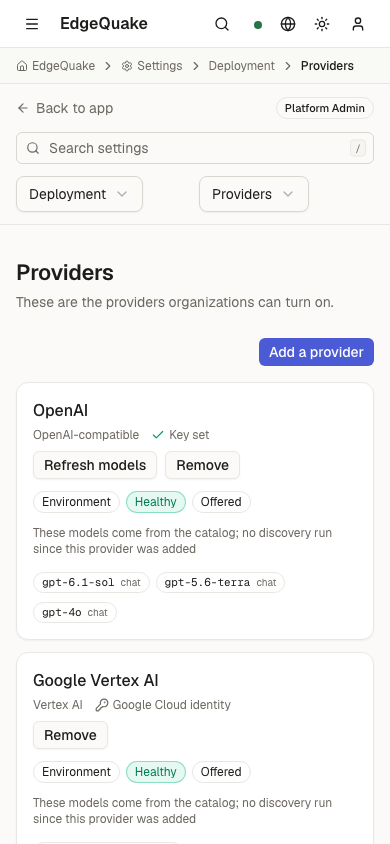 EdgeQuake
EdgeQuake > Settings > Deployment > Providers
Back to app
Platform Admin
Search settings
/
Deployment
Providers
Providers
These are the providers organizations can turn on.
Add a provider
OpenAI
OpenAI-compatible Key set
Refresh models Remove
Environment Healthy Offered
These models come from the catalog; no discovery run
since this provider was added
gpt-6.1-sol chat gpt-5.6-terra chat
gpt-4o chat
Google Vertex AI
Vertex AI Google Cloud identity
Remove
Environment Healthy Offered
These models come from the catalog; no discovery run
since this provider was added